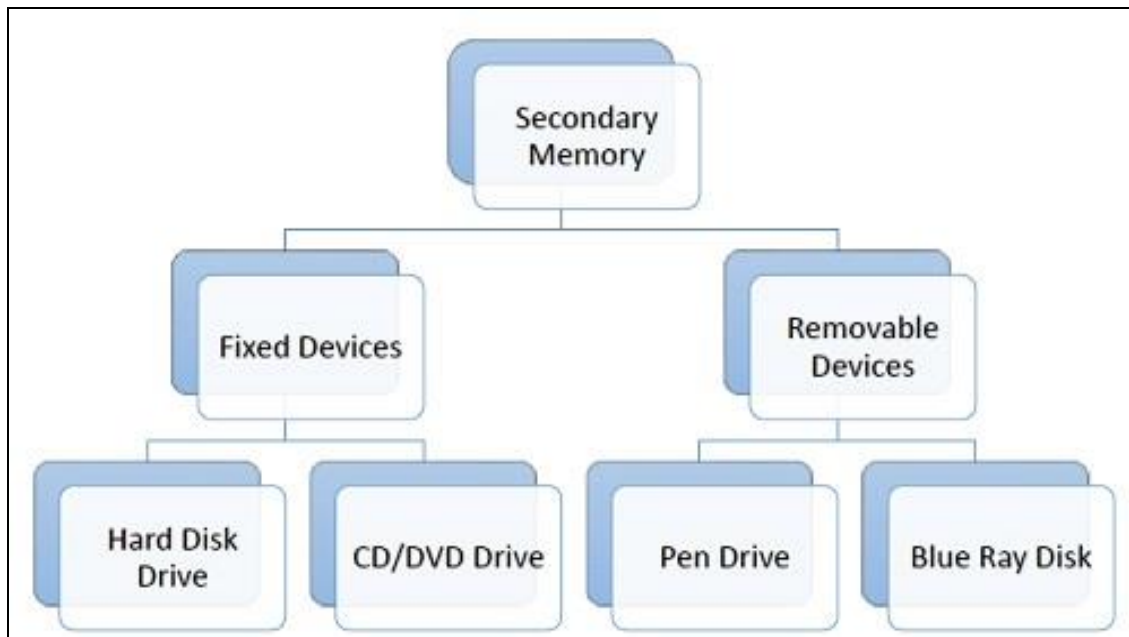 Secondary
Memory
Fixed Devices
Removable
Devices
Hard Disk
Drive
CD/DVD Drive
Pen Drive
Blue Ray Disk